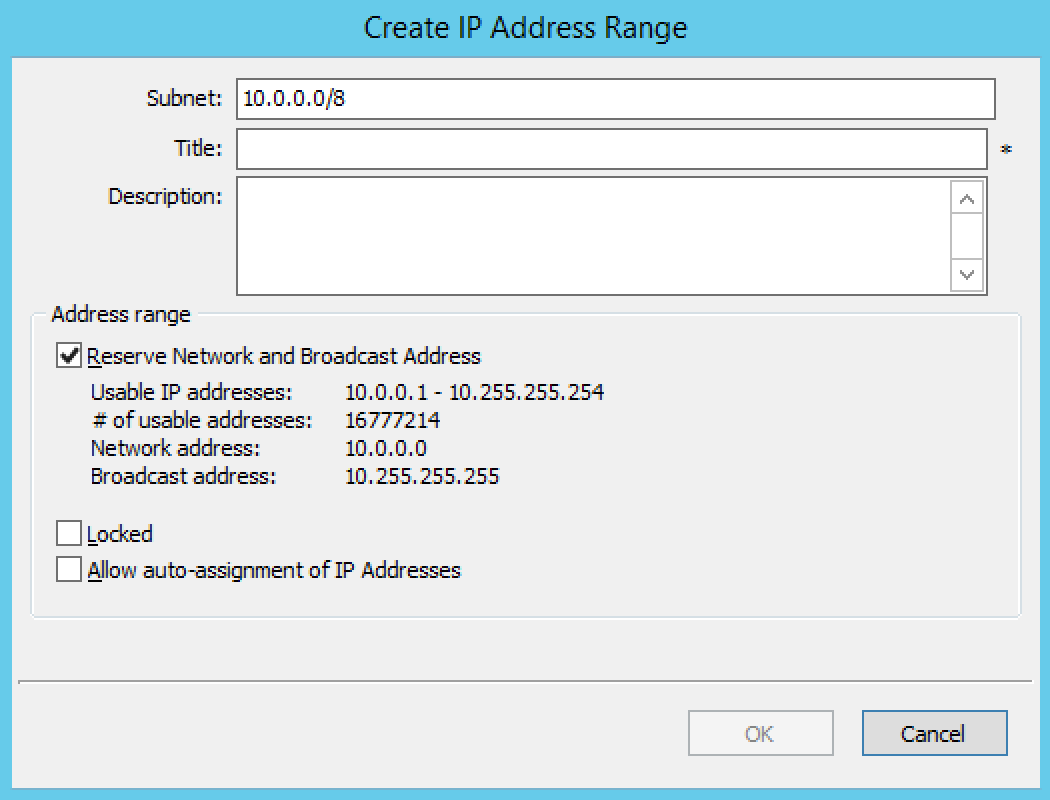 Create IP Address Range
Subnet: 10.0.0.0/8
Title: *
Description:
Address range
Reserve Network and Broadcast Address
Usable IP addresses: 10.0.0.1 - 10.255.255.254
# of usable addresses: 16777214
Network address: 10.0.0.0
Broadcast address: 10.255.255.255
Locked
Allow auto-assignment of IP Addresses
OK Cancel